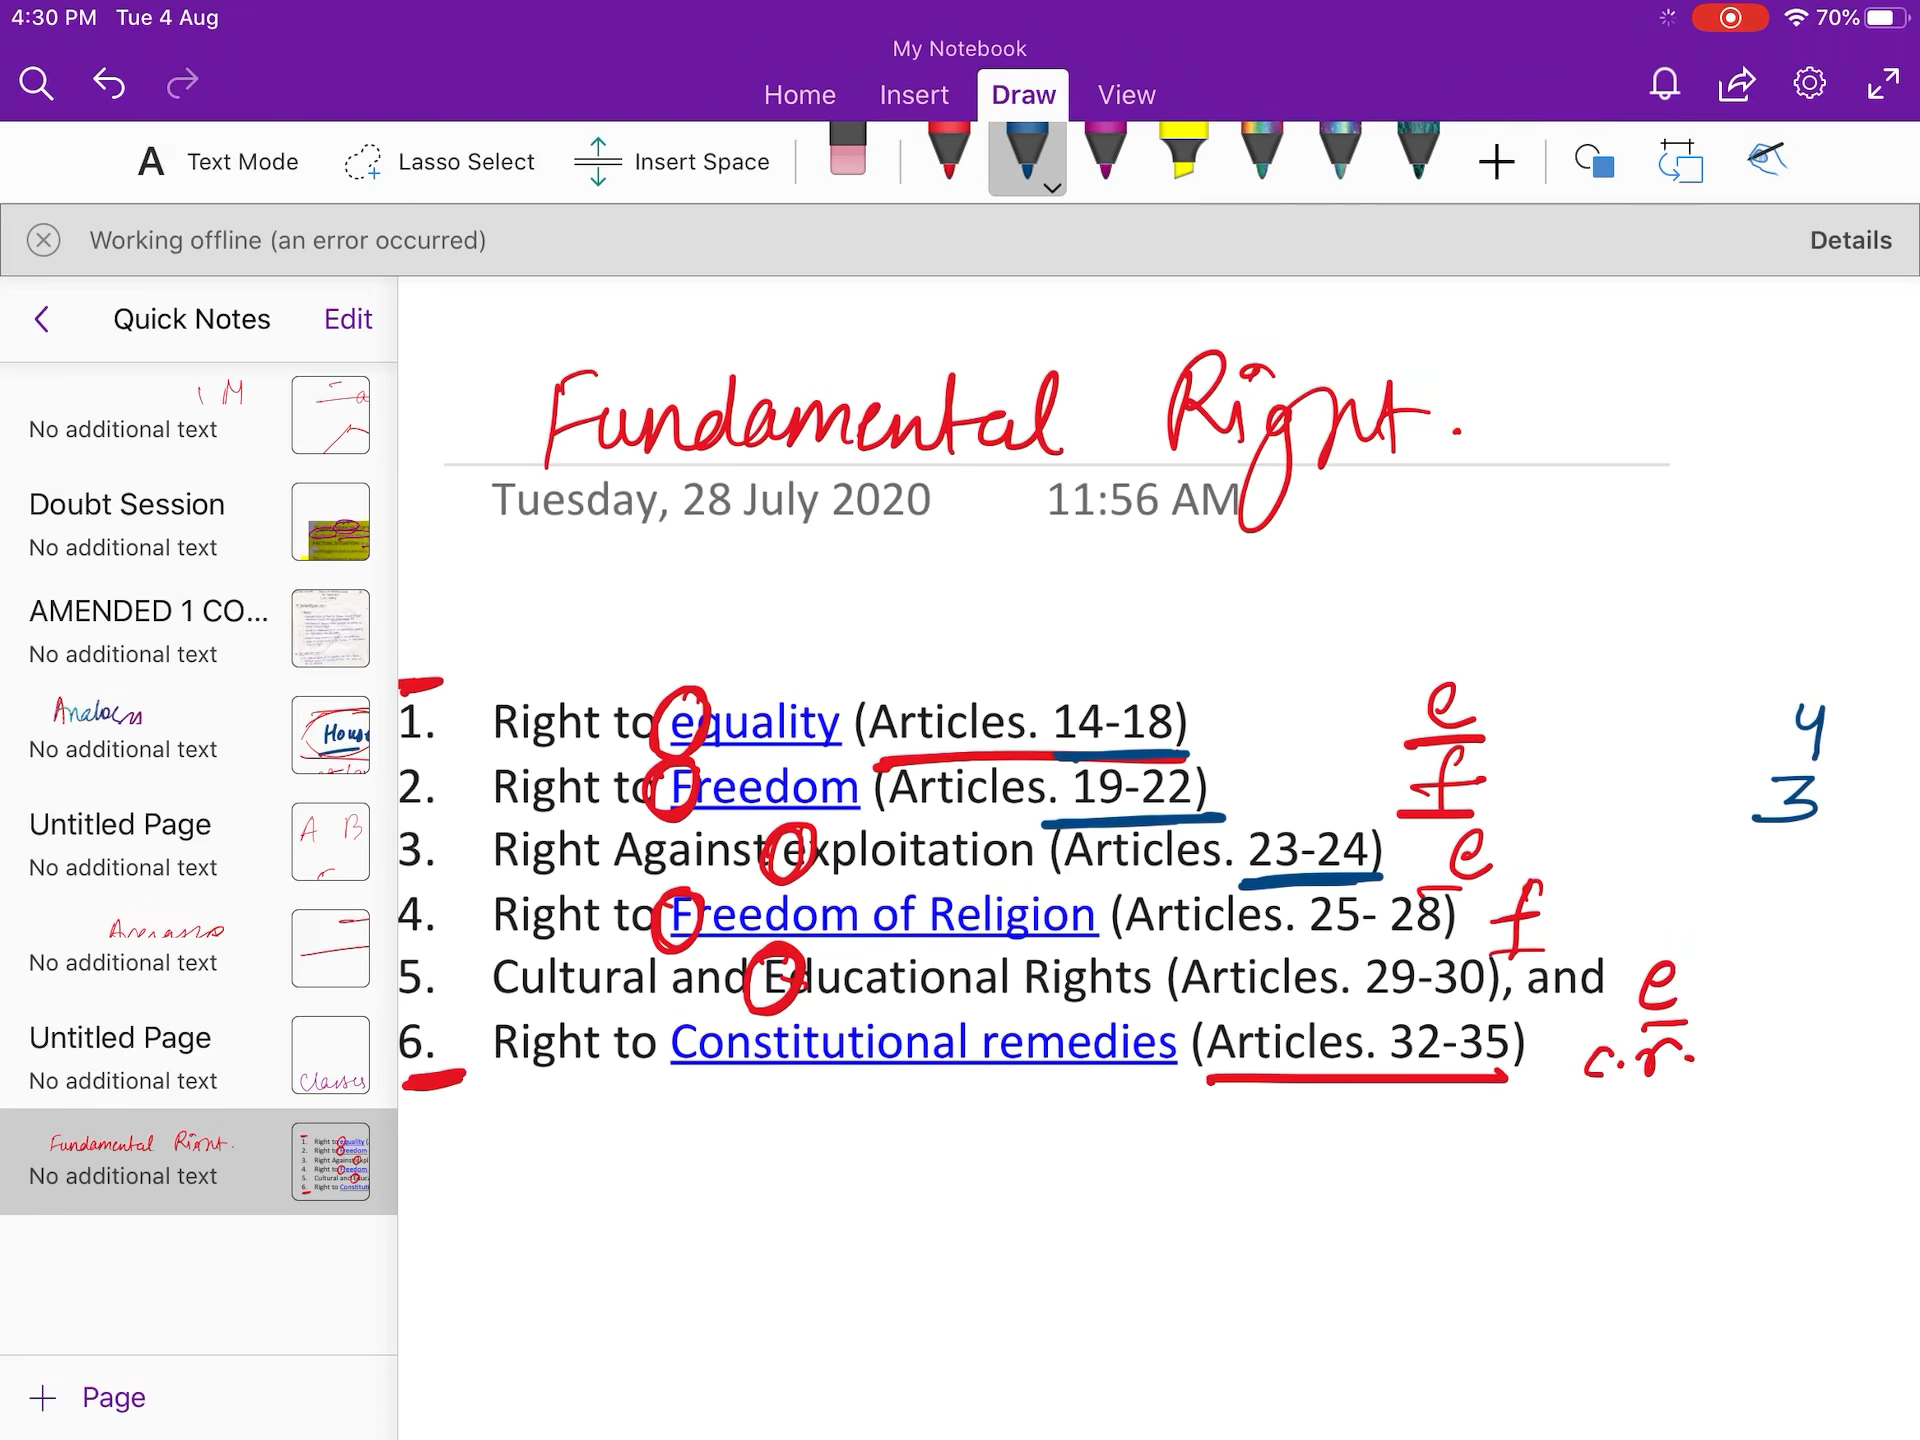 4:30 PM Tue 4 Aug
70%
My Notebook
Home Insert Draw View
A Text Mode Lasso Select Insert Space
Working offline (an error occurred) Details
Quick Notes Edit
1 M
No additional text
Doubt Session
No additional text
AMENDED 1 CO...
No additional text
No additional text
Hous
Untitled Page
No additional text
A B
No additional text
Untitled Page
No additional text
Classes
Fundamental Right.
No additional text
+ Page
Fundamental Right.
Tuesday, 28 July 2020 11:56 AM
1. Right to equality (Articles. 14-18) e 4
2. Right to Freedom (Articles. 19-22) f 3
3. Right Against exploitation (Articles. 23-24) e
4. Right to Freedom of Religion (Articles. 25- 28) f
5. Cultural and Educational Rights (Articles. 29-30), and e
6. Right to Constitutional remedies (Articles. 32-35) c.r.